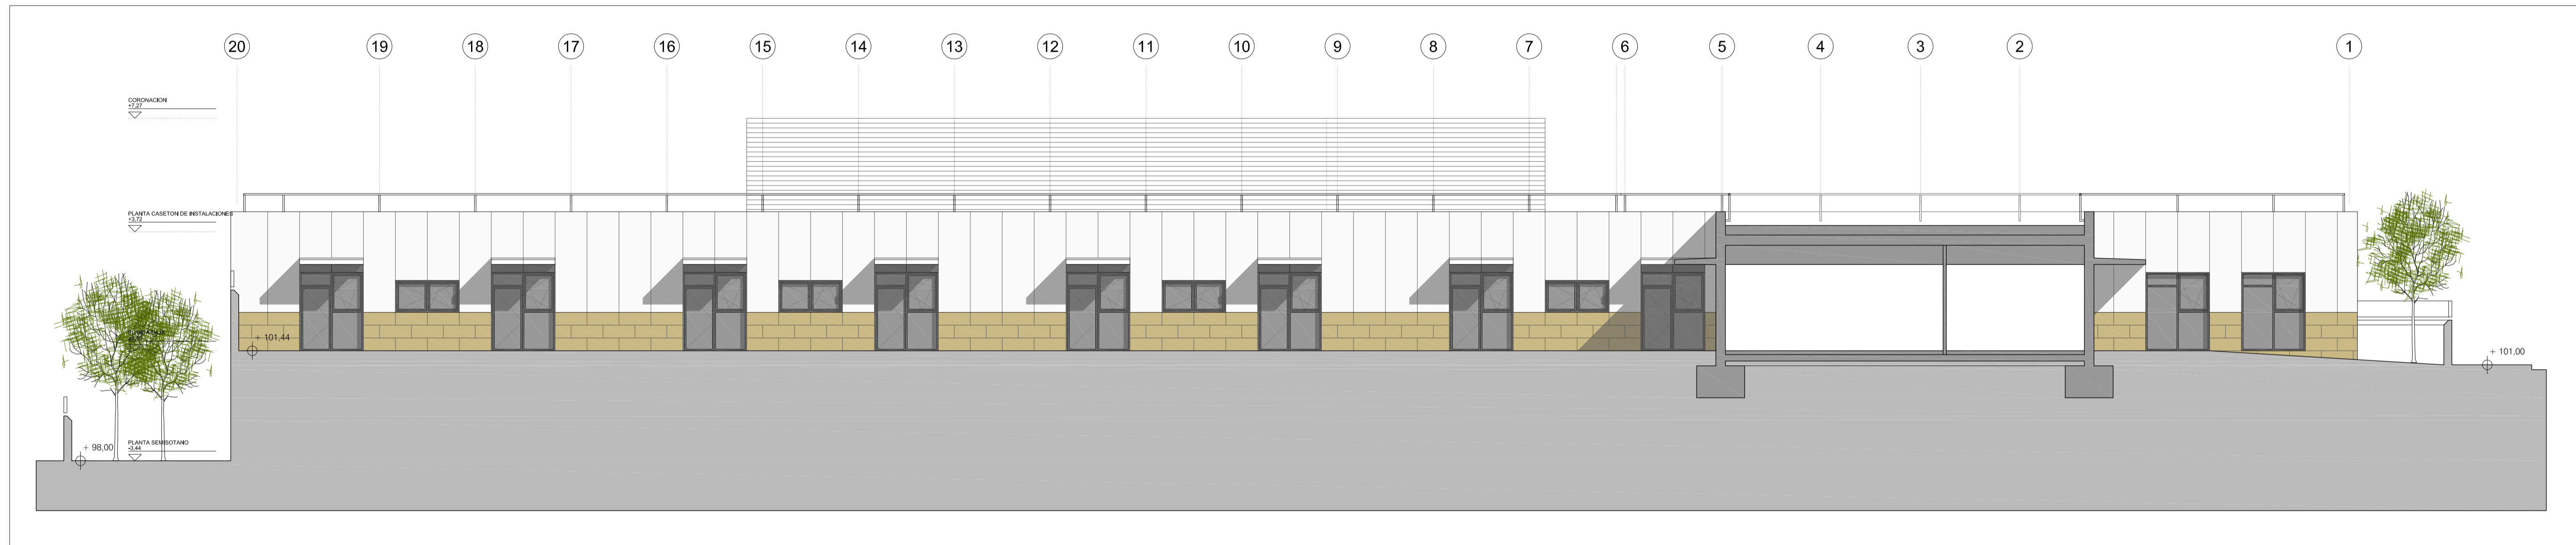 20 19 18 17 16 15 14 13 12 11 10 9 8 7 6 5 4 3 2 1
CORONACION
+7,27
PLANTA CASETON DE INSTALACIONES
+3,72
+ 101,44
+ 101,00
PLANTA SEMISOTANO
-3,44
+ 98,00